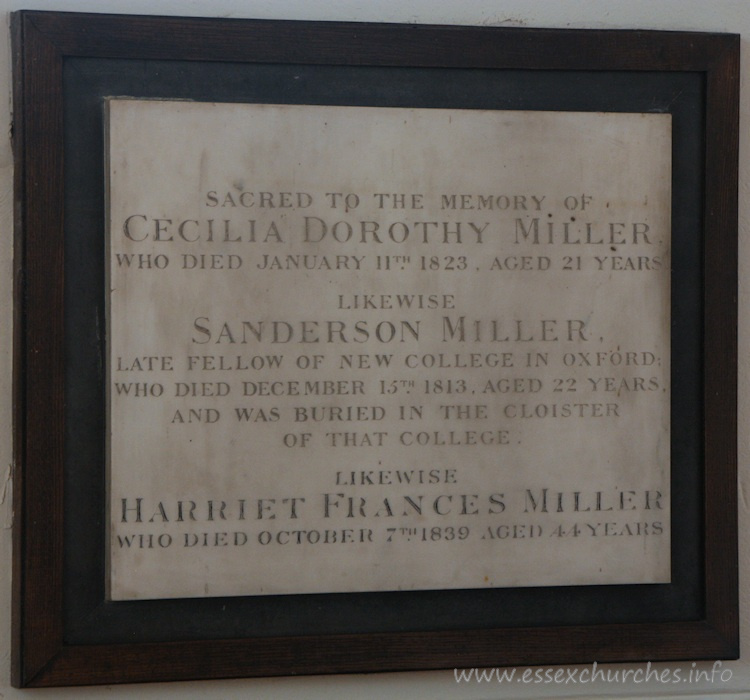 SACRED TO THE MEMORY OF
CECILIA DOROTHY MILLER
WHO DIED JANUARY 11TH 1823, AGED 21 YEARS
LIKEWISE
SANDERSON MILLER,
LATE FELLOW OF NEW COLLEGE IN OXFORD;
WHO DIED DECEMBER 15TH 1813, AGED 22 YEARS,
AND WAS BURIED IN THE CLOISTER
OF THAT COLLEGE.
LIKEWISE
HARRIET FRANCES MILLER
WHO DIED OCTOBER 7TH 1839 AGED 44 YEARS
www.essexchurches.info